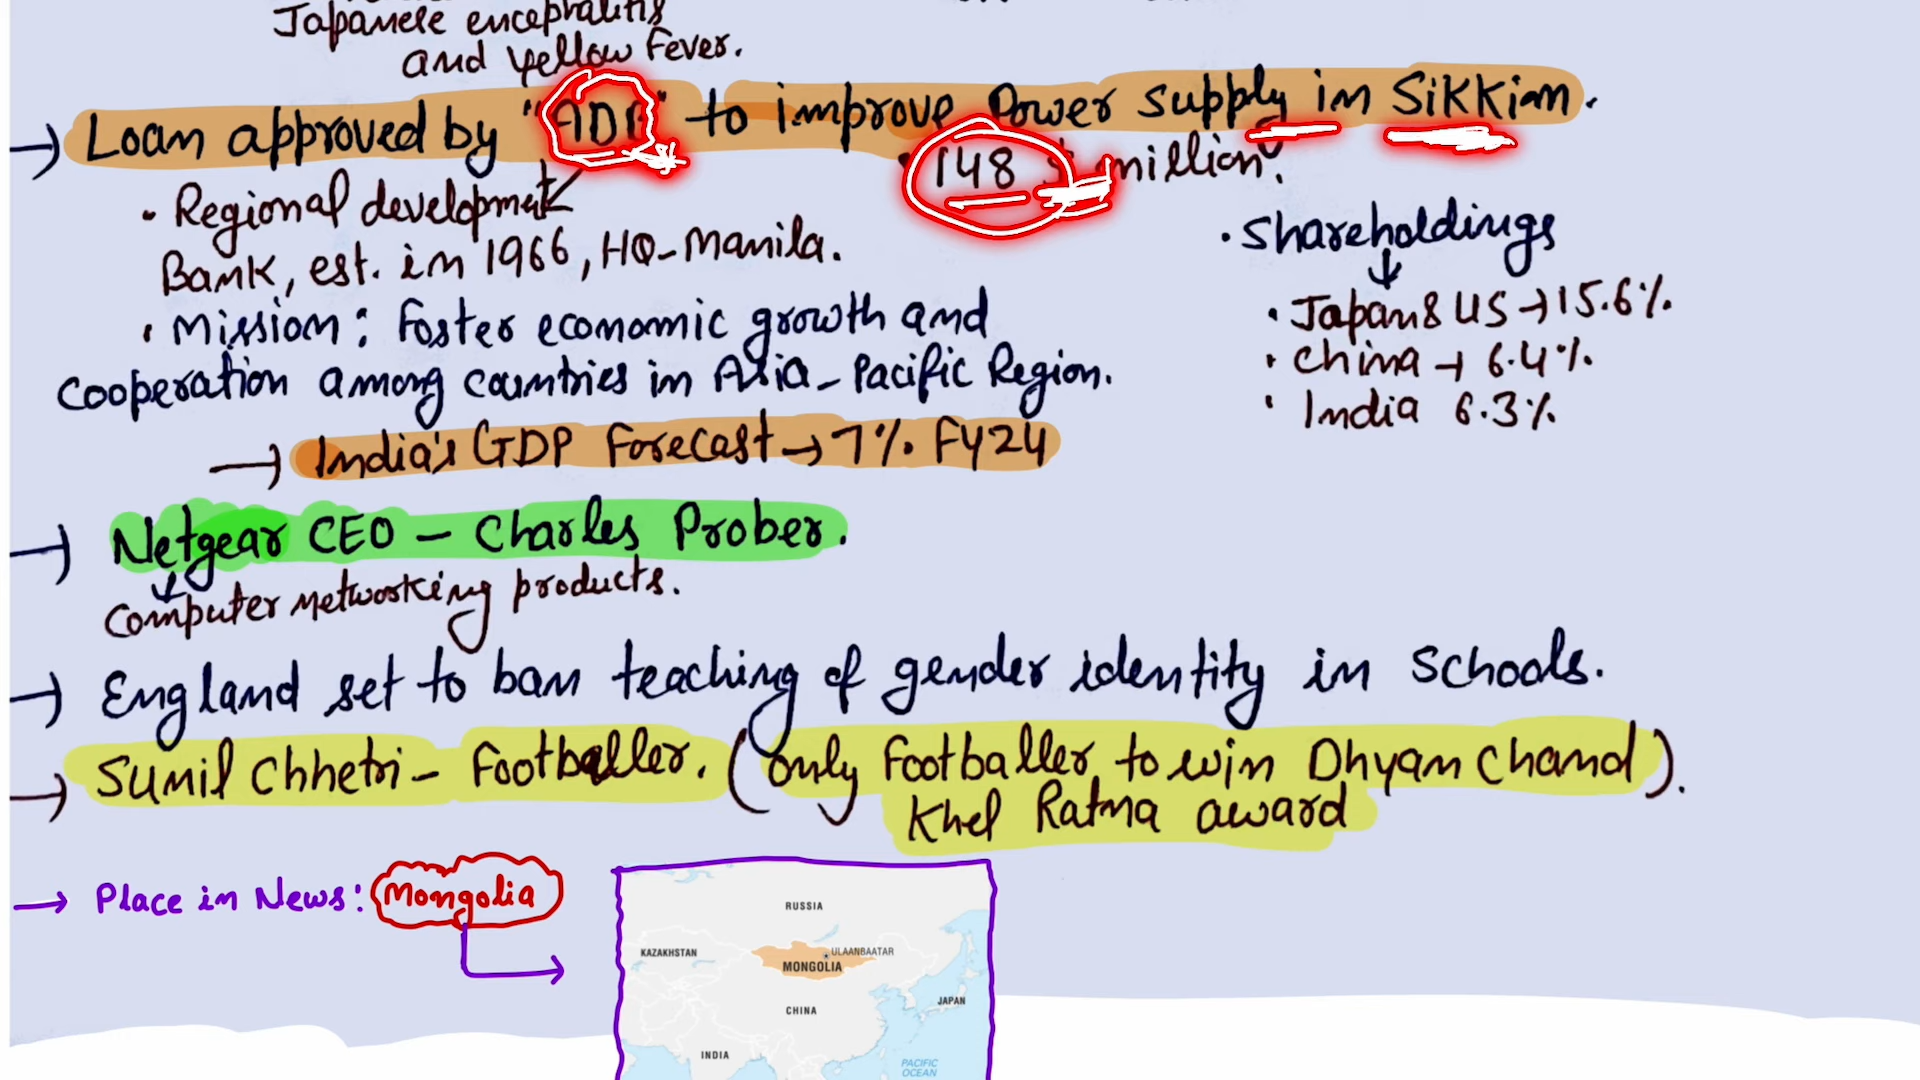 Japanese encephalitis
and yellow fever.
→ Loan approved by "ADB" to improve Power supply in Sikkim.
• 148 $ million.
• Regional development
Bank, est. in 1966, HQ-Manila.
• Shareholdings
• Japan & US → 15.6%.
• China → 6.4%.
• India 6.3%.
• Mission: Foster economic growth and
cooperation among countries in Asia-Pacific Region.
→ India's GDP Forecast → 7%. FY24
→ Netgear CEO - Charles Prober.
Computer networking products.
→ England set to ban teaching of gender identity in schools.
→ Sunil Chhetri - Footballer. (only footballer to win Dhyan Chand).
Khel Ratna award
→ Place in News: Mongolia
RUSSIA
KAZAKHSTAN
ULAANBAATAR
MONGOLIA
JAPAN
CHINA
INDIA
PACIFIC
OCEAN